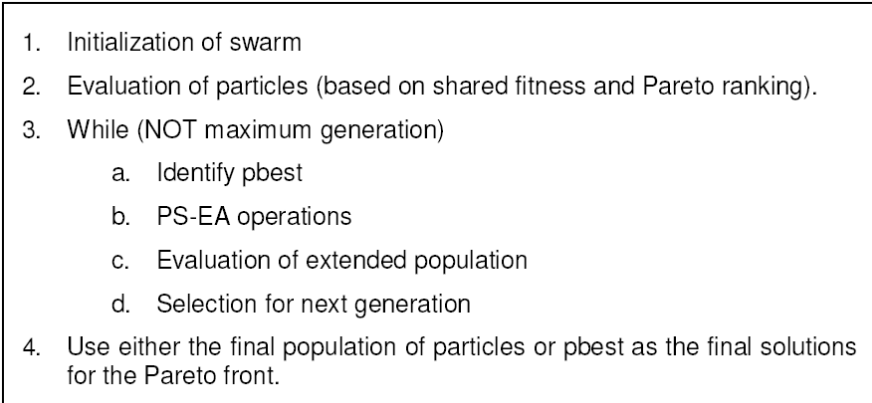 1. Initialization of swarm
2. Evaluation of particles (based on shared fitness and Pareto ranking).
3. While (NOT maximum generation)
a. Identify pbest
b. PS-EA operations
c. Evaluation of extended population
d. Selection for next generation
4. Use either the final population of particles or pbest as the final solutions
for the Pareto front.